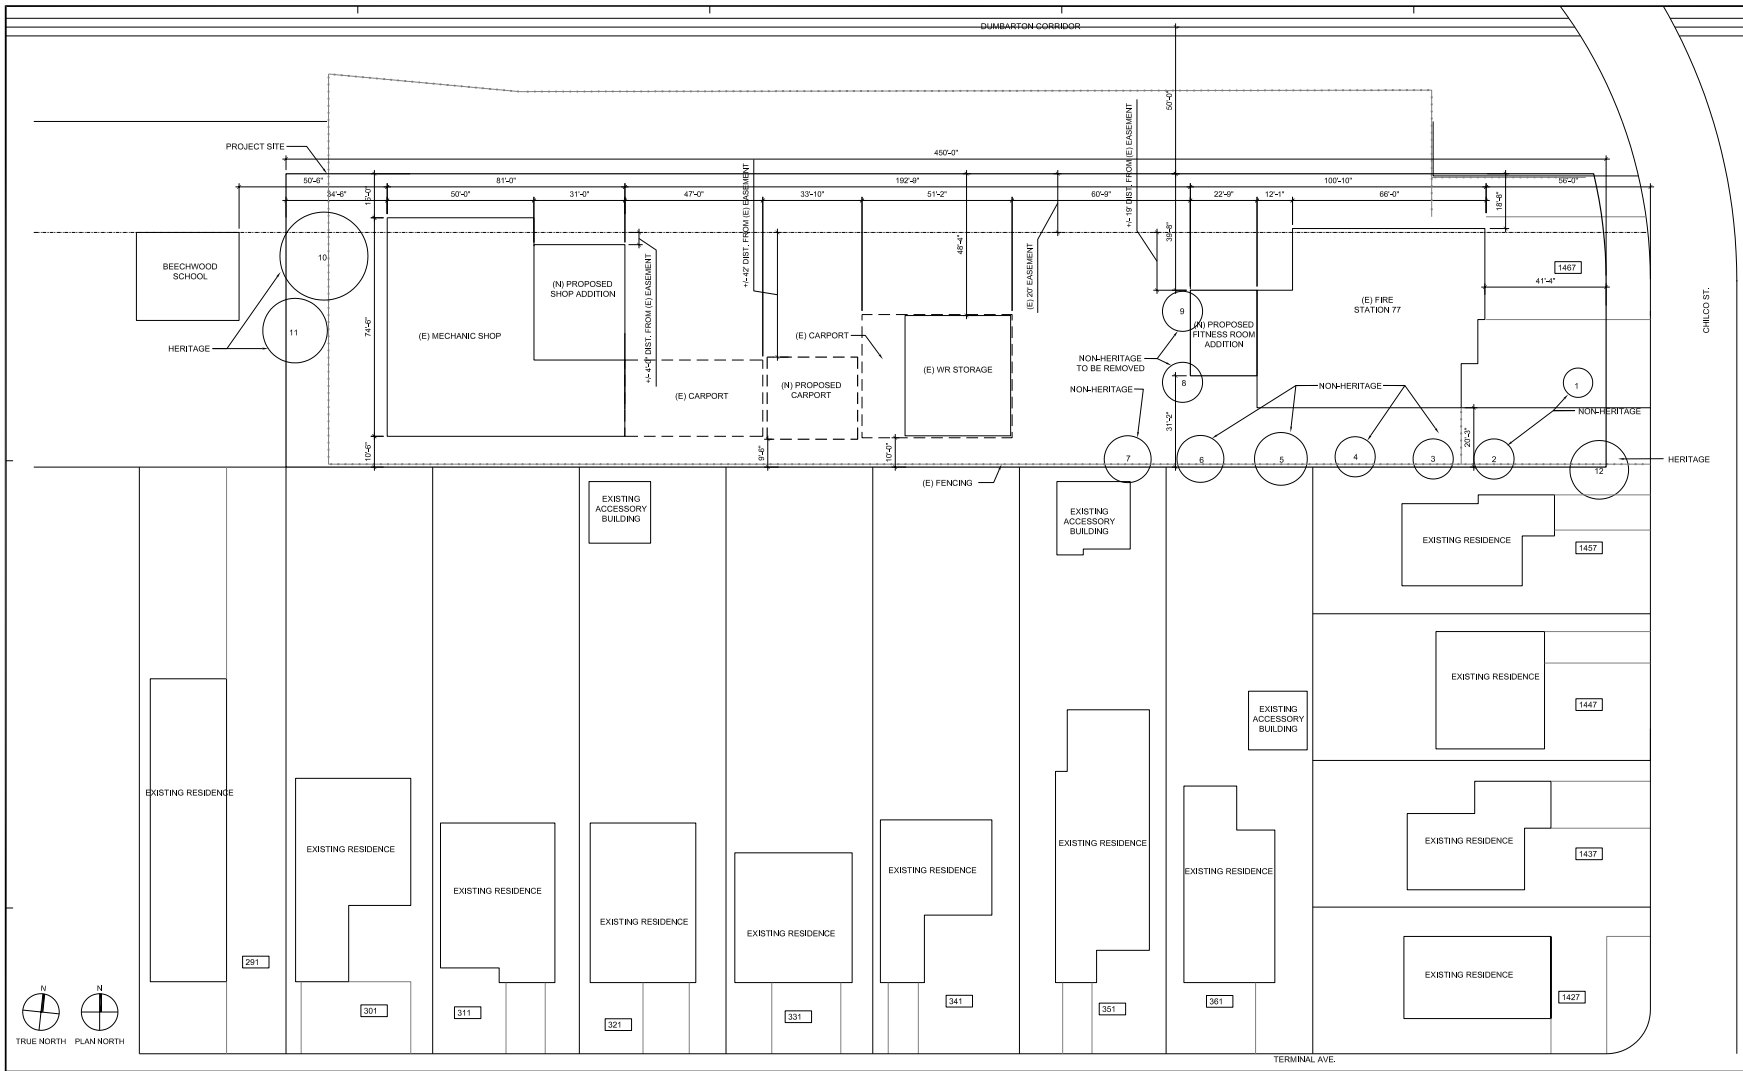 DUMBARTON CORRIDOR
50'-0"
PROJECT SITE
450'-0"
50'-6"
81'-0"
192'-9"
100'-10"
56'-0"
34'-6"
50'-0"
31'-0"
47'-0"
33'-10"
51'-2"
60'-9"
22'-9"
12'-1"
66'-0"
18'-8"
39'-8"
48'-4"
+/- 42' DIST. FROM (E) EASEMENT
+/- 19' DIST. FROM (E) EASEMENT
+/- 4'-0" DIST. FROM (E) EASEMENT
(E) 20' EASEMENT
BEECHWOOD
SCHOOL
10
11
HERITAGE
74'-6"
10'-6"
(N) PROPOSED
SHOP ADDITION
(E) MECHANIC SHOP
(E) CARPORT
(N) PROPOSED
CARPORT
(E) CARPORT
(E) WR STORAGE
9'-6"
10'-0"
9
8
NON-HERITAGE
TO BE REMOVED
NON-HERITAGE
(N) PROPOSED
FITNESS ROOM
ADDITION
(E) FIRE
STATION 77
1467
41'-4"
CHILCO ST.
NON-HERITAGE
1
NON-HERITAGE
31'-2"
20'-3"
7
6
5
4
3
2
12
HERITAGE
(E) FENCING
EXISTING
ACCESSORY
BUILDING
EXISTING
ACCESSORY
BUILDING
EXISTING RESIDENCE
1457
EXISTING RESIDENCE
1447
EXISTING
ACCESSORY
BUILDING
EXISTING RESIDENCE
1437
EXISTING RESIDENCE
1427
EXISTING RESIDENCE
291
EXISTING RESIDENCE
301
EXISTING RESIDENCE
311
EXISTING RESIDENCE
321
EXISTING RESIDENCE
331
EXISTING RESIDENCE
341
EXISTING RESIDENCE
351
EXISTING RESIDENCE
361
N
N
TRUE NORTH
PLAN NORTH
TERMINAL AVE.